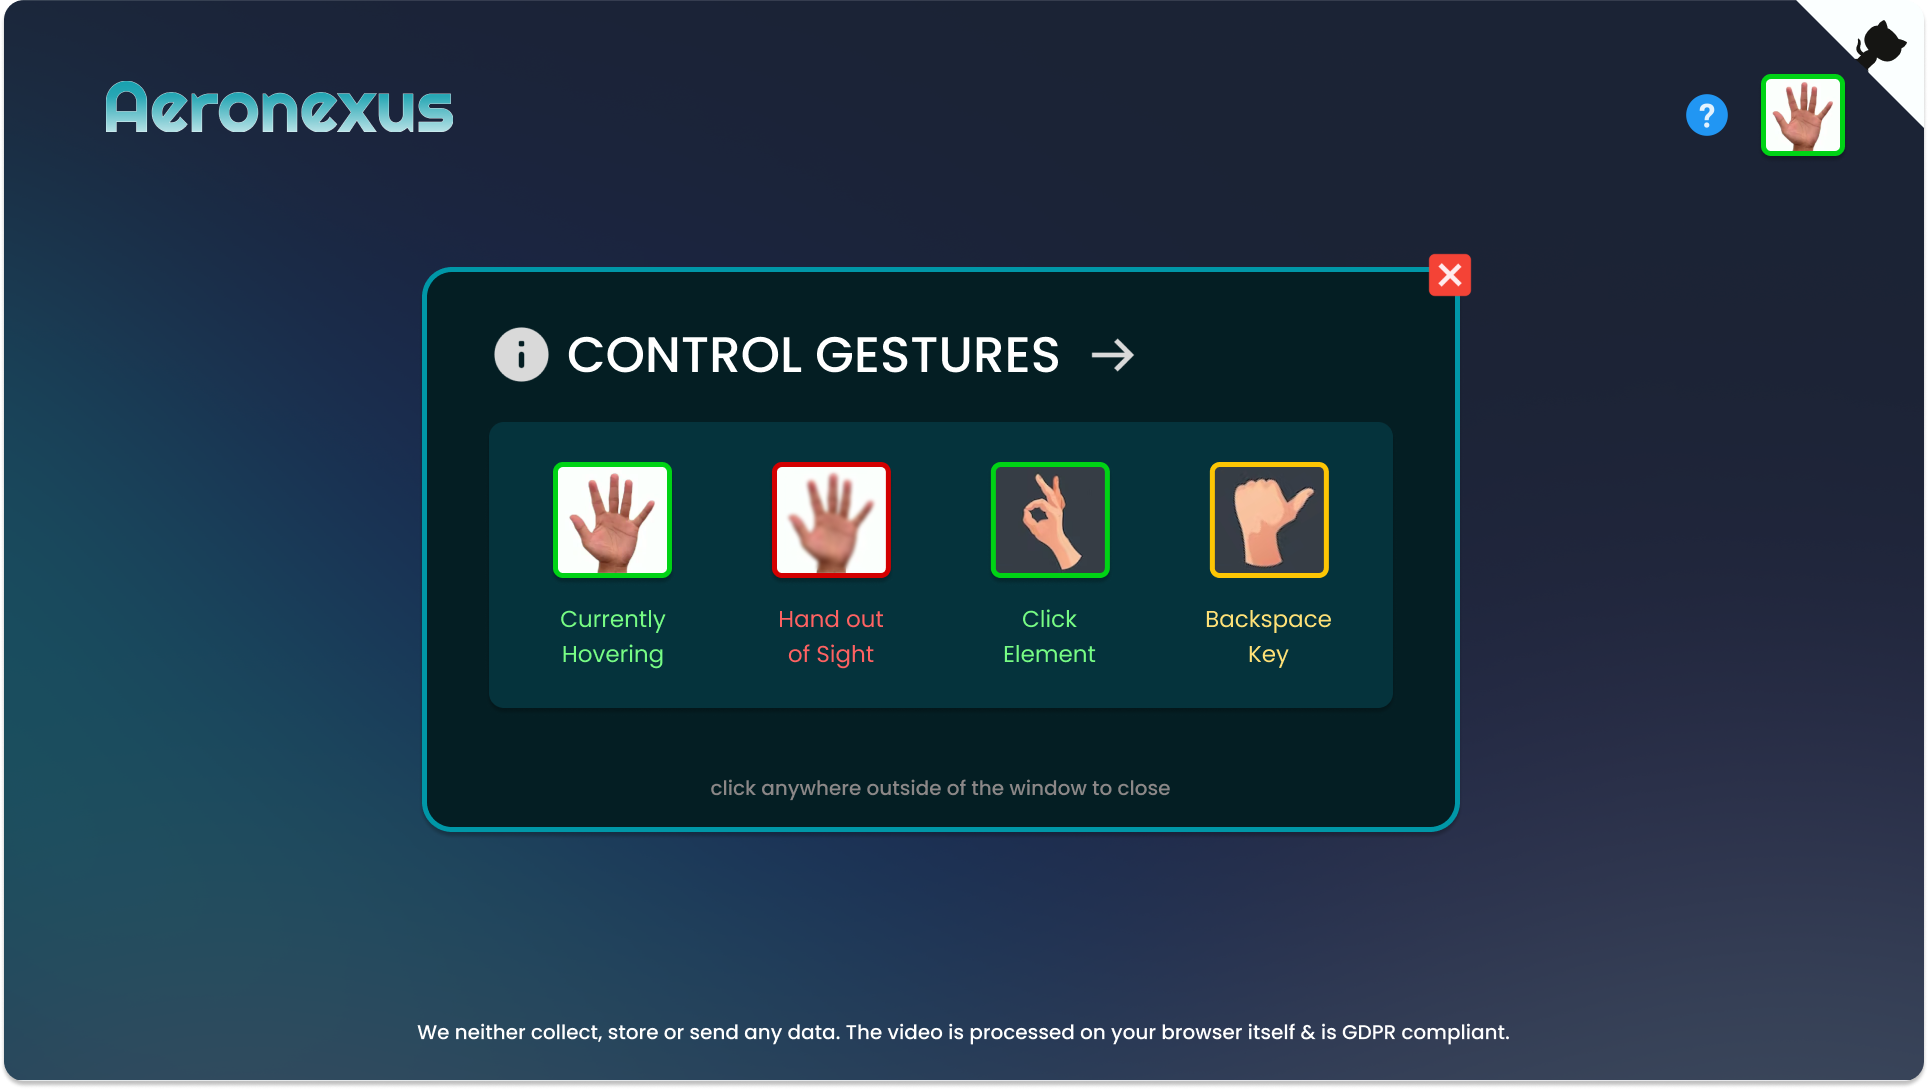 Aeronexus
?
CONTROL GESTURES →
Currently
Hovering
Hand out
of Sight
Click
Element
Backspace
Key
click anywhere outside of the window to close
We neither collect, store or send any data. The video is processed on your browser itself & is GDPR compliant.